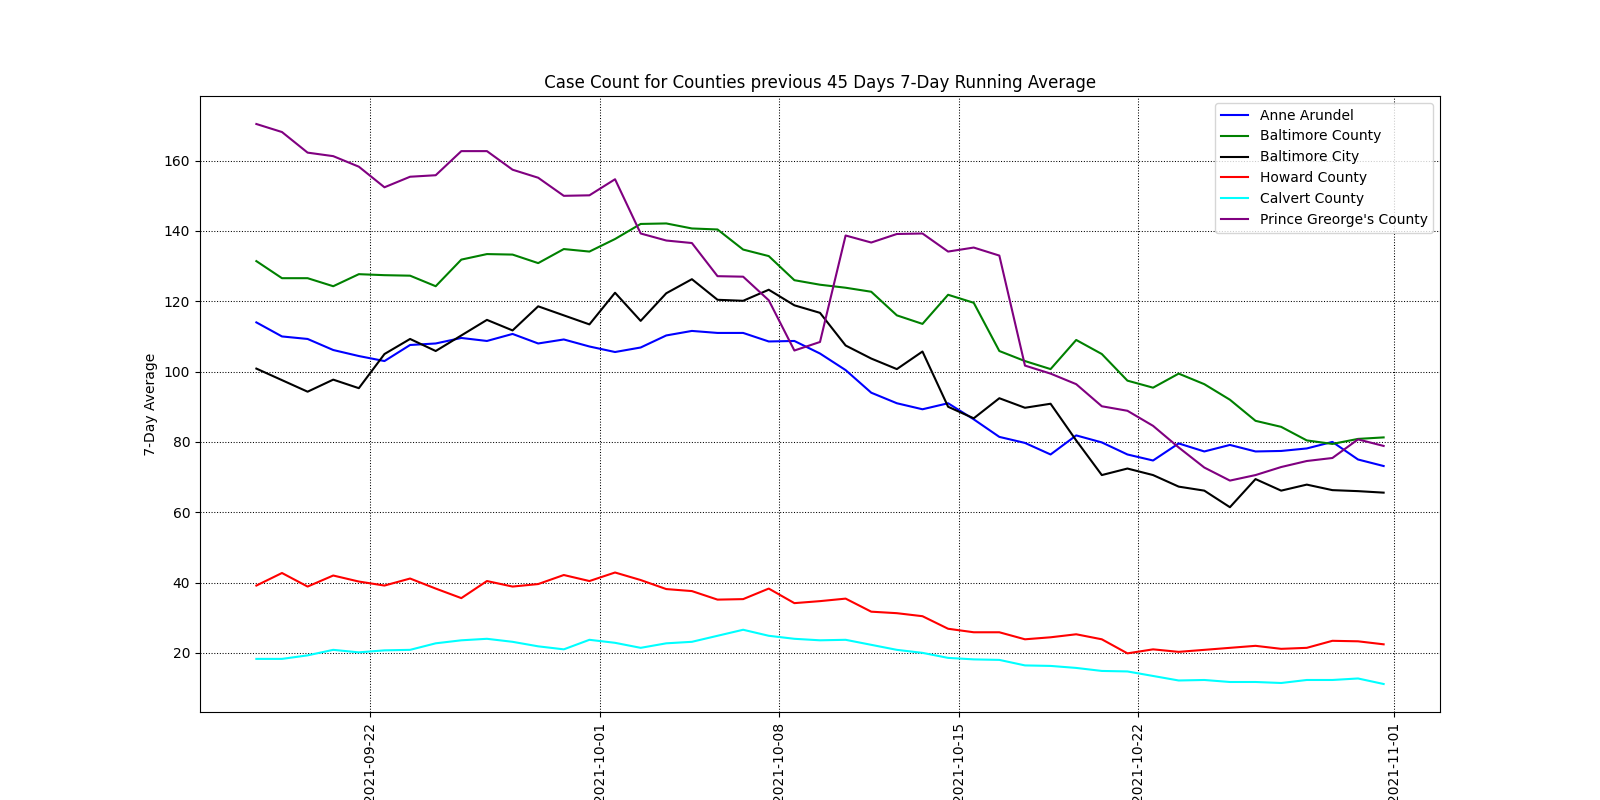 Case Count for Counties previous 45 Days 7-Day Running Average
Anne Arundel
Baltimore County
Baltimore City
Howard County
Calvert County
Prince Greorge's County
7-Day Average
160
140
120
100
80
60
40
20
2021-09-22
2021-10-01
2021-10-08
2021-10-15
2021-10-22
2021-11-01